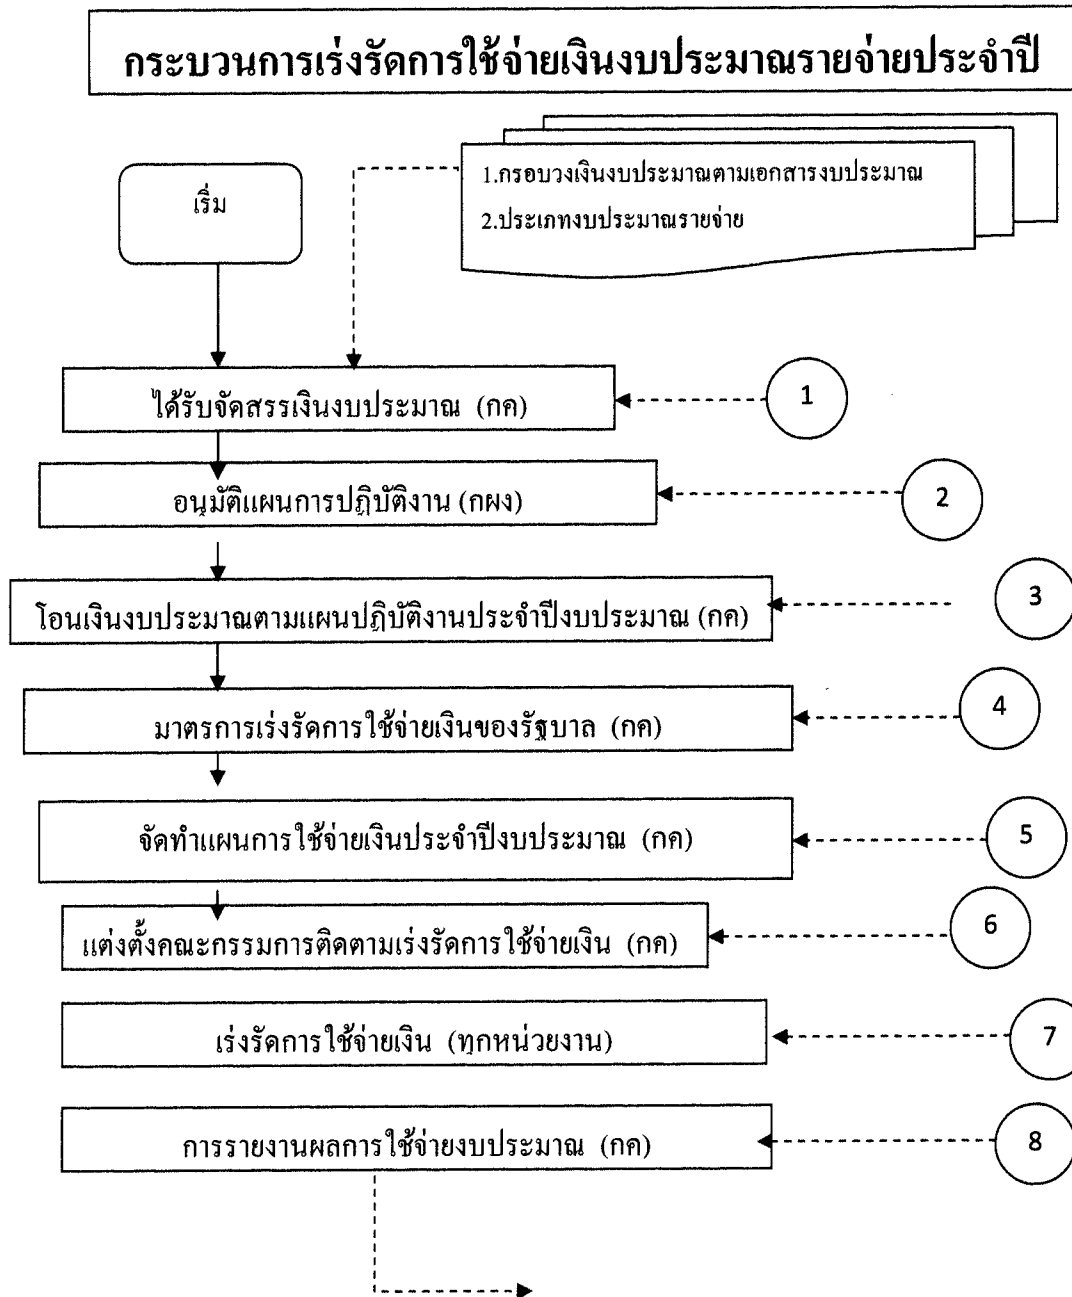 กระบวนการเร่งรัดการใช้จ่ายเงินงบประมาณรายจ่ายประจำปี
เริ่ม
1.กรอบวงเงินงบประมาณตามเอกสารงบประมาณ
2.ประเภทงบประมาณรายจ่าย
ได้รับจัดสรรเงินงบประมาณ (กค)
1
อนุมัติแผนการปฏิบัติงาน (กผง)
2
โอนเงินงบประมาณตามแผนปฏิบัติงานประจำปีงบประมาณ (กค)
3
มาตรการเร่งรัดการใช้จ่ายเงินของรัฐบาล (กค)
4
จัดทำแผนการใช้จ่ายเงินประจำปีงบประมาณ (กค)
5
แต่งตั้งคณะกรรมการติดตามเร่งรัดการใช้จ่ายเงิน (กค)
6
เร่งรัดการใช้จ่ายเงิน (ทุกหน่วยงาน)
7
การรายงานผลการใช้จ่ายงบประมาณ (กค)
8